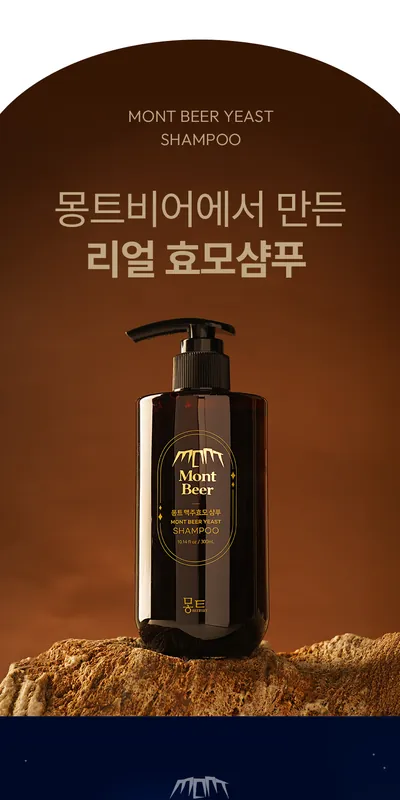 MONT BEER YEAST
SHAMPOO
몽트비어에서 만든
리얼 효모샴푸
MONT
Mont
Beer
몽트 맥주효모 샴푸
MONT BEER YEAST
SHAMPOO
10.14 fl oz / 300mL
몽트
MONT